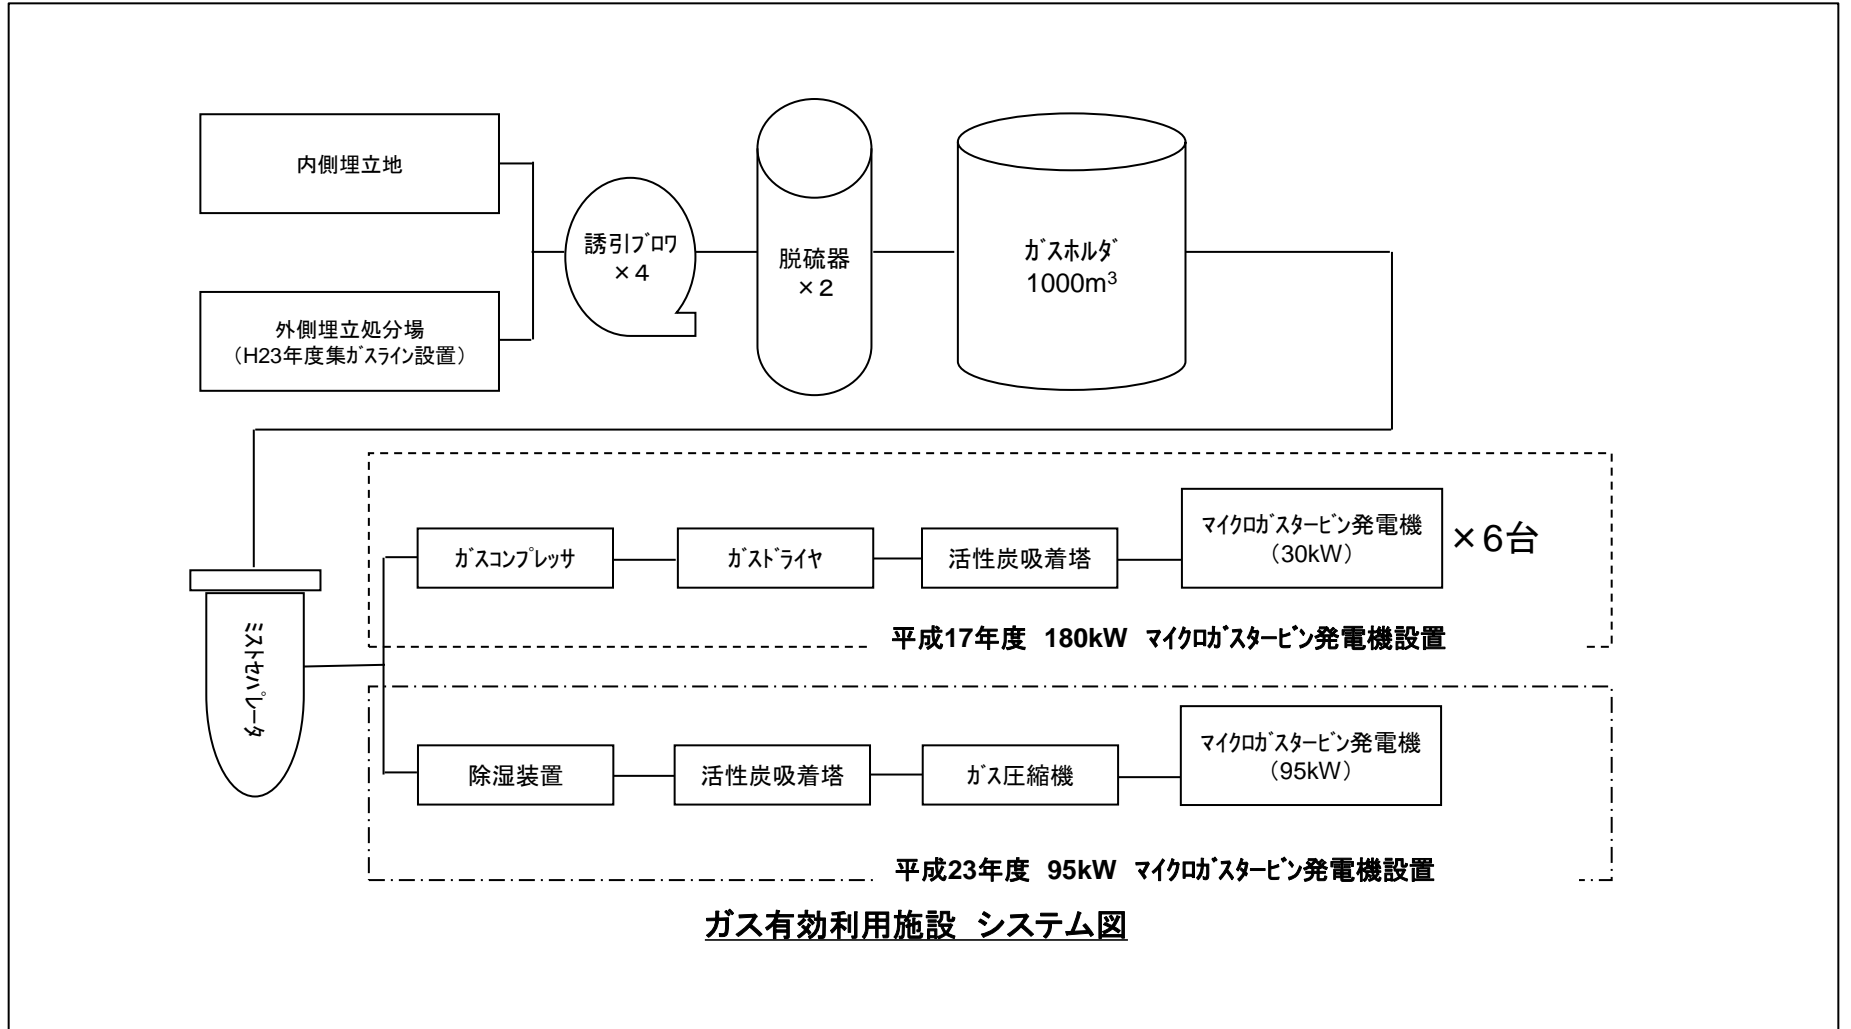 内側埋立地
外側埋立処分場
（H23年度集ｶﾞｽﾗｲﾝ設置）
誘引ﾌﾞﾛﾜ
×４
脱硫器
×２
ｶﾞｽﾎﾙﾀﾞ
1000m³
ﾐｽﾄｾﾊﾟﾚｰﾀ
ｶﾞｽｺﾝﾌﾟﾚｯｻ
ｶﾞｽﾄﾞﾗｲﾔ
活性炭吸着塔
ﾏｲｸﾛｶﾞｽﾀｰﾋﾞﾝ発電機
（30kW）
×6台
平成17年度　180kW　ﾏｲｸﾛｶﾞｽﾀｰﾋﾞﾝ発電機設置
除湿装置
活性炭吸着塔
ｶﾞｽ圧縮機
ﾏｲｸﾛｶﾞｽﾀｰﾋﾞﾝ発電機
（95kW）
平成23年度　95kW　ﾏｲｸﾛｶﾞｽﾀｰﾋﾞﾝ発電機設置
ガス有効利用施設　システム図